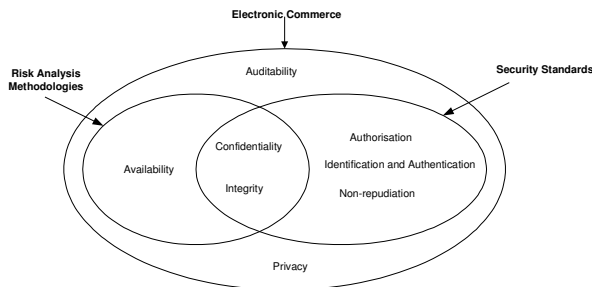 Electronic Commerce
Risk Analysis
Methodologies
Security Standards
Auditability
Availability
Confidentiality
Integrity
Authorisation
Identification and Authentication
Non-repudiation
Privacy